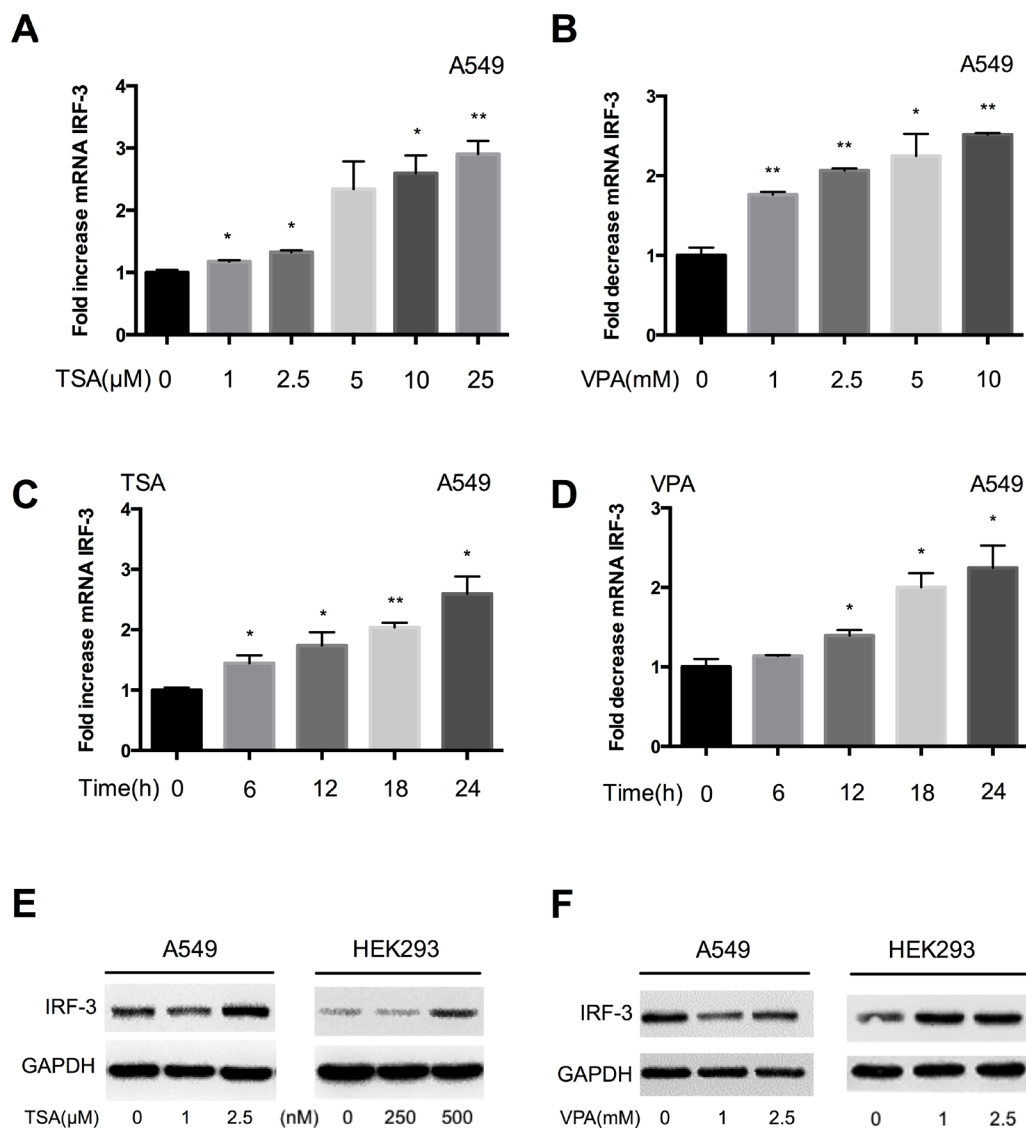 A
A549
Fold increase mRNA IRF-3
4
3
2
1
0
* * * **
TSA(μM) 0 1 2.5 5 10 25
B
A549
Fold decrease mRNA IRF-3
3
2
1
0
** ** * **
VPA(mM) 0 1 2.5 5 10
C
TSA A549
Fold increase mRNA IRF-3
4
3
2
1
0
* * ** *
Time(h) 0 6 12 18 24
D
VPA A549
Fold decrease mRNA IRF-3
3
2
1
0
* * *
Time(h) 0 6 12 18 24
E
A549 HEK293
IRF-3
GAPDH
TSA(μM) 0 1 2.5 (nM) 0 250 500
F
A549 HEK293
IRF-3
GAPDH
VPA(mM) 0 1 2.5 0 1 2.5